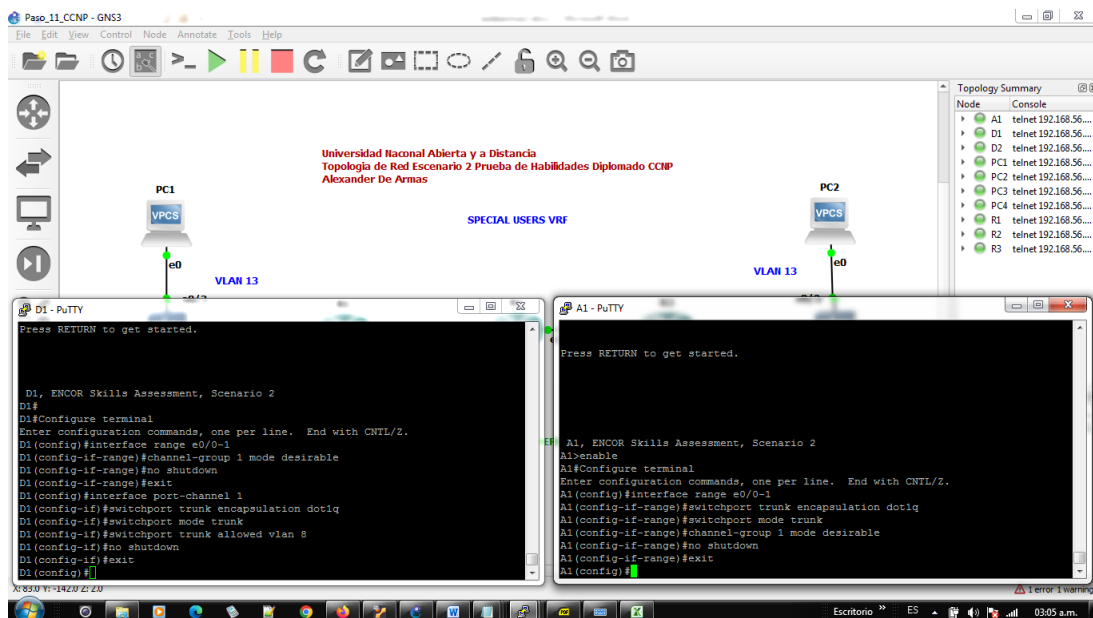 Paso_11_CCNP - GNS3
File Edit View Control Node Annotate Tools Help
Topology Summary
Node Console
A1 telnet 192.168.56....
D1 telnet 192.168.56....
D2 telnet 192.168.56....
PC1 telnet 192.168.56....
PC2 telnet 192.168.56....
PC3 telnet 192.168.56....
PC4 telnet 192.168.56....
R1 telnet 192.168.56....
R2 telnet 192.168.56....
R3 telnet 192.168.56....
Universidad Naconal Abierta y a Distancia
Topologia de Red Escenario 2 Prueba de Habilidades Diplomado CCNP
Alexander De Armas
PC1
VPCS
e0
VLAN 13
SPECIAL USERS VRF
PC2
VPCS
e0
VLAN 13
D1 - PuTTY
Press RETURN to get started.
D1, ENCOR Skills Assessment, Scenario 2
D1#
D1#Configure terminal
Enter configuration commands, one per line. End with CNTL/Z.
D1(config)#interface range e0/0-1
D1(config-if-range)#channel-group 1 mode desirable
D1(config-if-range)#no shutdown
D1(config-if-range)#exit
D1(config)#interface port-channel 1
D1(config-if)#switchport trunk encapsulation dot1q
D1(config-if)#switchport mode trunk
D1(config-if)#switchport trunk allowed vlan 8
D1(config-if)#no shutdown
D1(config-if)#exit
D1(config)#
A1 - PuTTY
Press RETURN to get started.
A1, ENCOR Skills Assessment, Scenario 2
A1>enable
A1#Configure terminal
Enter configuration commands, one per line. End with CNTL/Z.
A1(config)#interface range e0/0-1
A1(config-if-range)#switchport trunk encapsulation dot1q
A1(config-if-range)#switchport mode trunk
A1(config-if-range)#channel-group 1 mode desirable
A1(config-if-range)#no shutdown
A1(config-if-range)#exit
A1(config)#
X: 83.0 Y: -142.0 Z: 2.0
1 error 1 warning
Escritorio » ES 03:05 a.m.